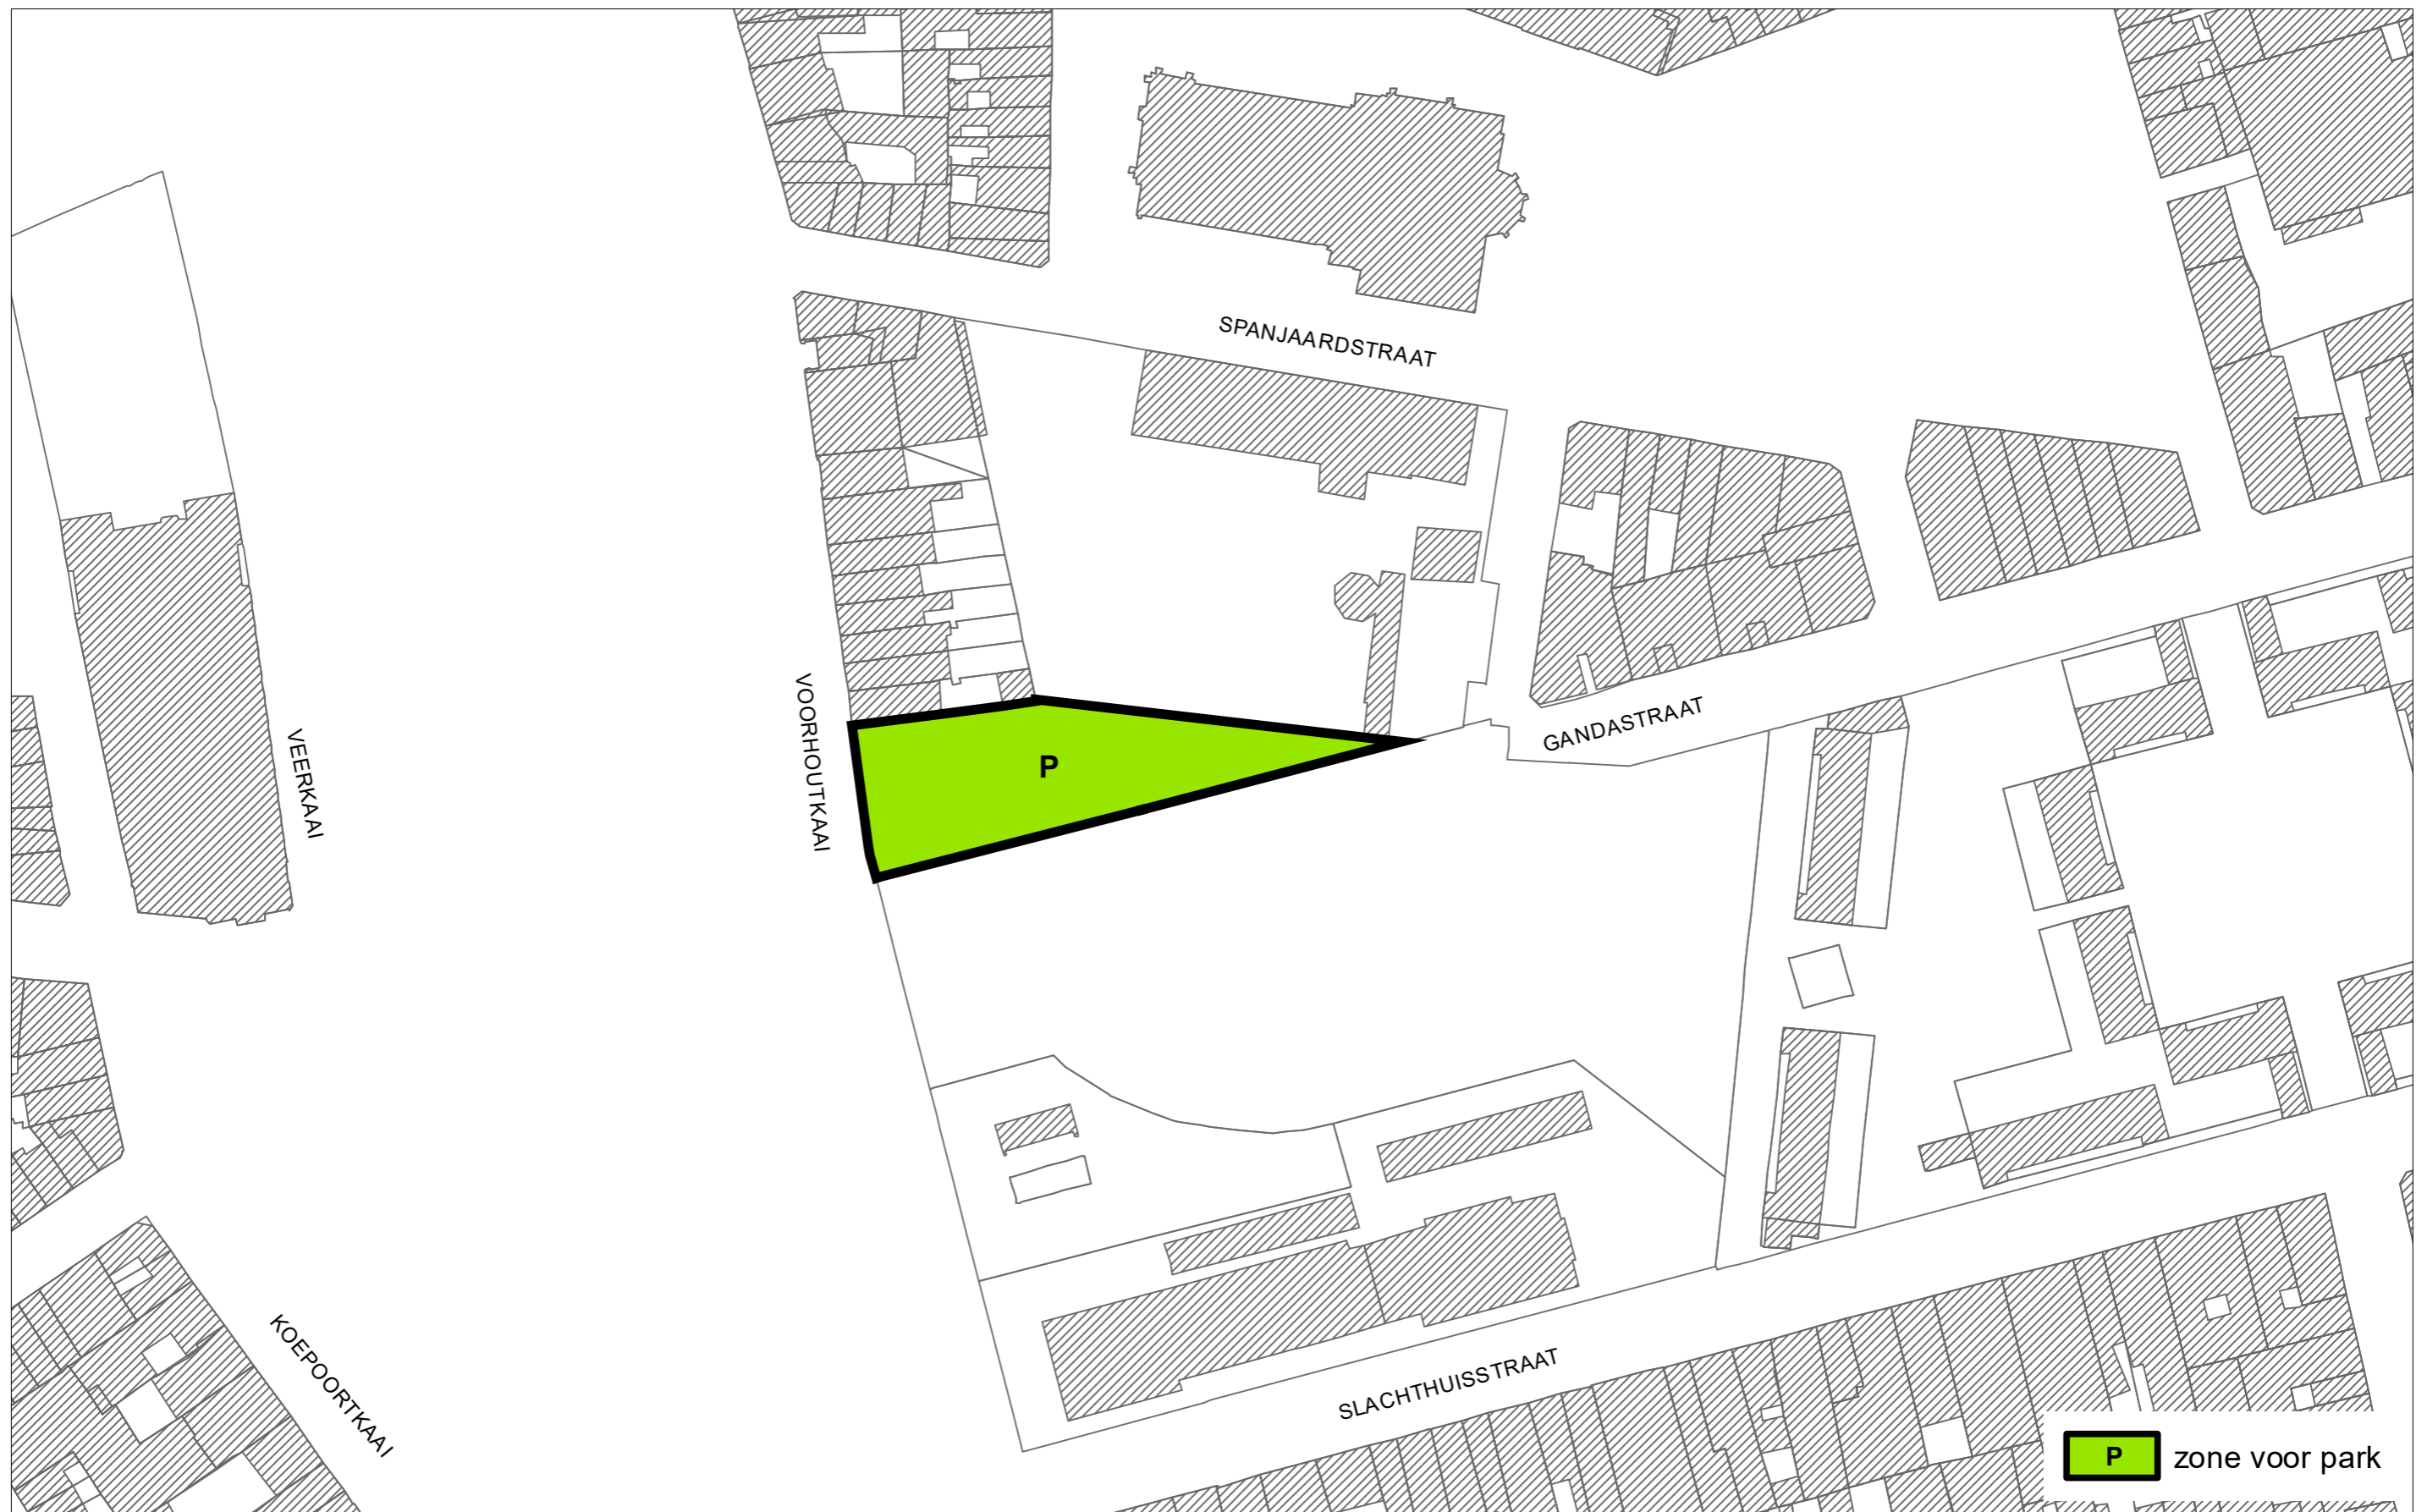 SPANJAARDSTRAAT
VOORHOUTKAAI
VEERKAAI
GANDASTRAAT
P
KOEPOORTKAAI
SLACHTHUISSTRAAT
P zone voor park